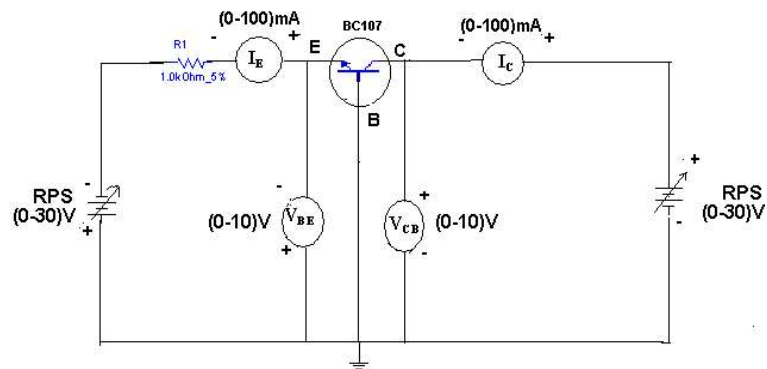 (0-100)mA
BC107
(0-100)mA
R1
- +
E
C
- +
I_E
I_C
1.0kOhm_5%
B
-
RPS
(0-30)V
+
-
(0-10)V
V_BE
+
+
V_CB
(0-10)V
-
+
RPS
(0-30)V
-